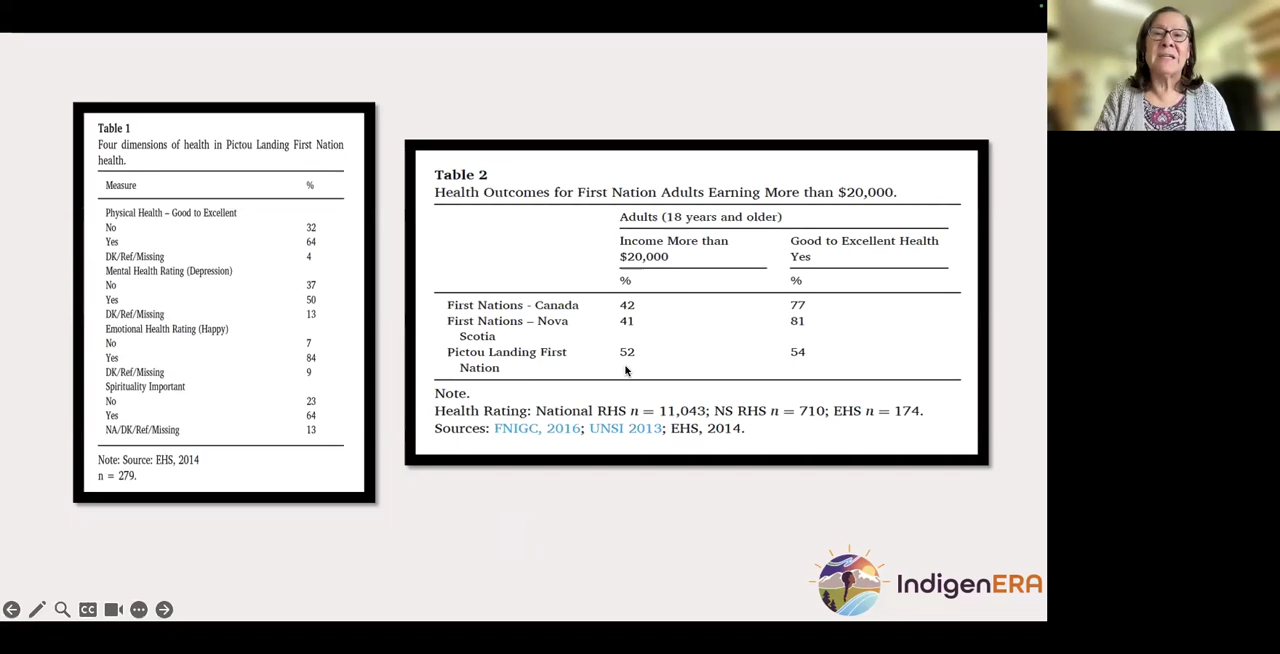 Table 1
Four dimensions of health in Pictou Landing First Nation
health.
Measure %
Physical Health – Good to Excellent
No 32
Yes 64
DK/Ref/Missing 4
Mental Health Rating (Depression)
No 37
Yes 50
DK/Ref/Missing 13
Emotional Health Rating (Happy)
No 7
Yes 84
DK/Ref/Missing 9
Spirituality Important
No 23
Yes 64
NA/DK/Ref/Missing 13
Note: Source: EHS, 2014
n = 279.
Table 2
Health Outcomes for First Nation Adults Earning More than $20,000.
Adults (18 years and older)
Income More than Good to Excellent Health
$20,000 Yes
% %
First Nations - Canada 42 77
First Nations – Nova 41 81
Scotia
Pictou Landing First 52 54
Nation
Note.
Health Rating: National RHS n = 11,043; NS RHS n = 710; EHS n = 174.
Sources: FNIGC, 2016; UNSI 2013; EHS, 2014.
IndigenERA
CC